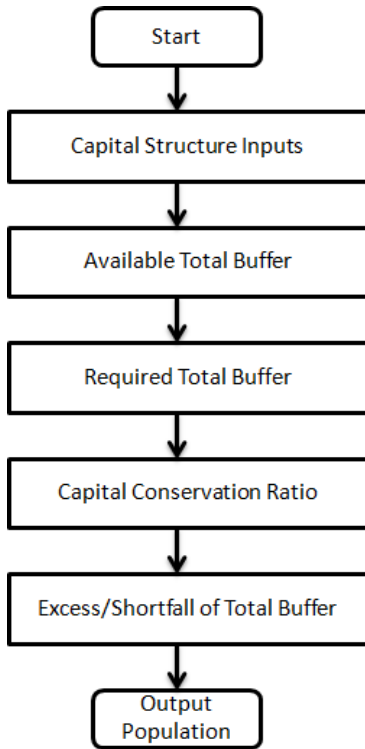 Start
Capital Structure Inputs
Available Total Buffer
Required Total Buffer
Capital Conservation Ratio
Excess/Shortfall of Total Buffer
Output
Population